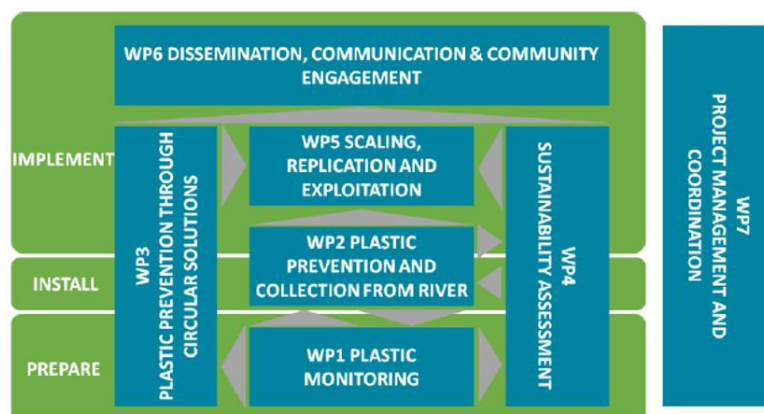 WP6 DISSEMINATION, COMMUNICATION & COMMUNITY
ENGAGEMENT
IMPLEMENT
WP3
PLASTIC PREVENTION THROUGH
CIRCULAR SOLUTIONS
WP5 SCALING,
REPLICATION AND
EXPLOITATION
WP4
SUSTAINABILITY ASSESSMENT
WP7
PROJECT MANAGEMENT AND
COORDINATION
INSTALL
WP2 PLASTIC
PREVENTION AND
COLLECTION FROM RIVER
PREPARE
WP1 PLASTIC
MONITORING